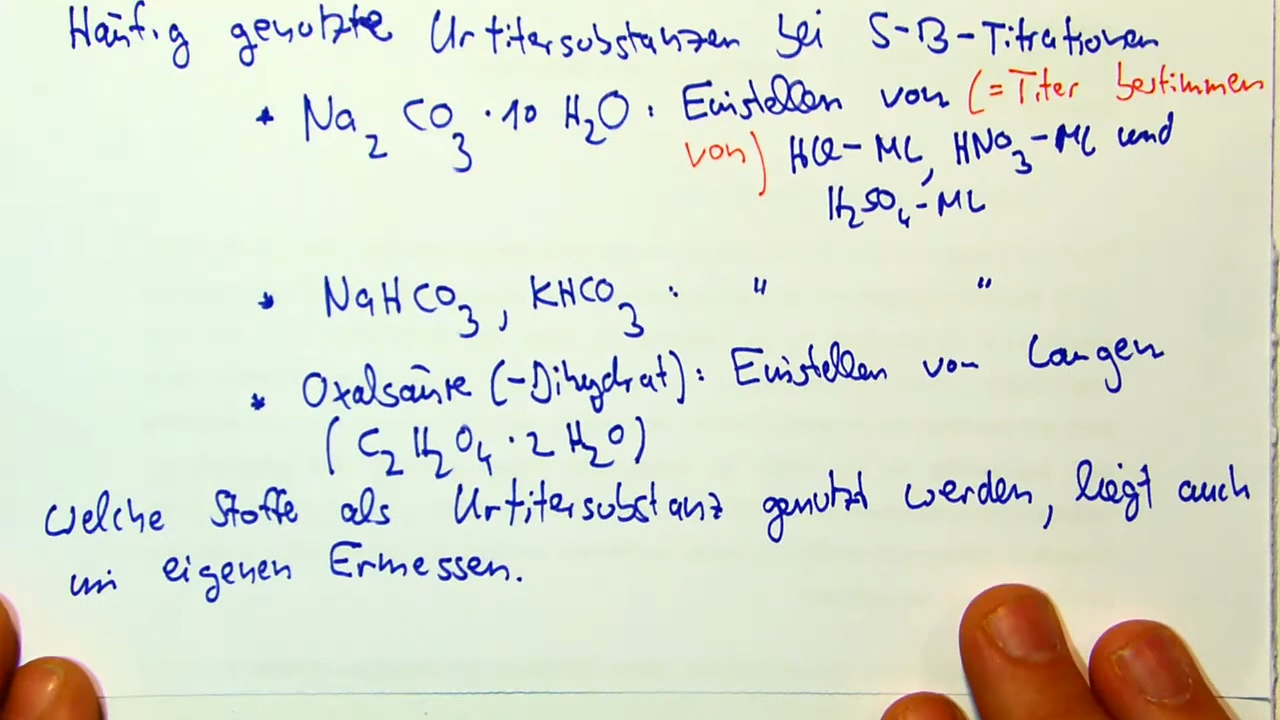 Häufig genutzte Urtitersubstanzen bei S-B-Titrationen
* Na2CO3 · 10 H2O: Einstellen von (= Titer bestimmen
von) HCl-ML, HNO3-ML und
H2SO4-ML
* NaHCO3, KHCO3: " "
* Oxalsäure (-Dihydrat): Einstellen von Laugen
(C2H2O4 · 2 H2O)
Welche Stoffe als Urtitersubstanz genutzt werden, liegt auch
im eigenen Ermessen.